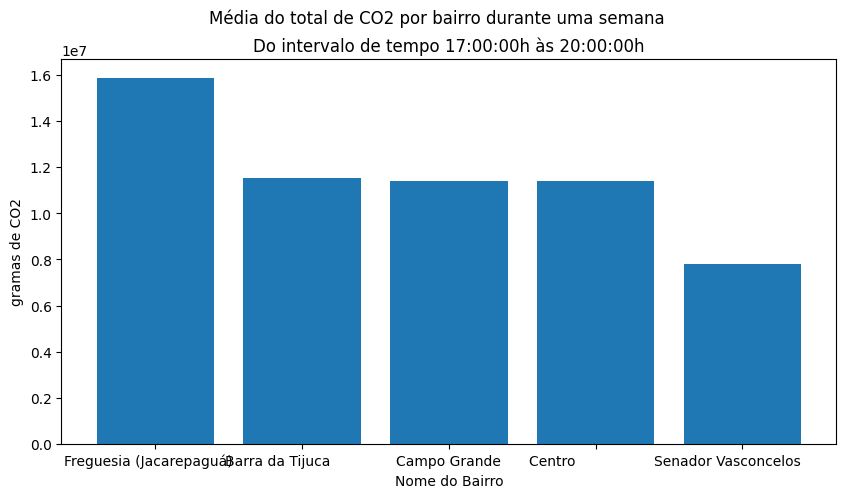 Média do total de CO2 por bairro durante uma semana
Do intervalo de tempo 17:00:00h às 20:00:00h
1e7
1.6
1.4
1.2
1.0
0.8
0.6
0.4
0.2
0.0
gramas de CO2
Freguesia (Jacarepaguá) Barra da Tijuca Campo Grande Centro Senador Vasconcelos
Nome do Bairro